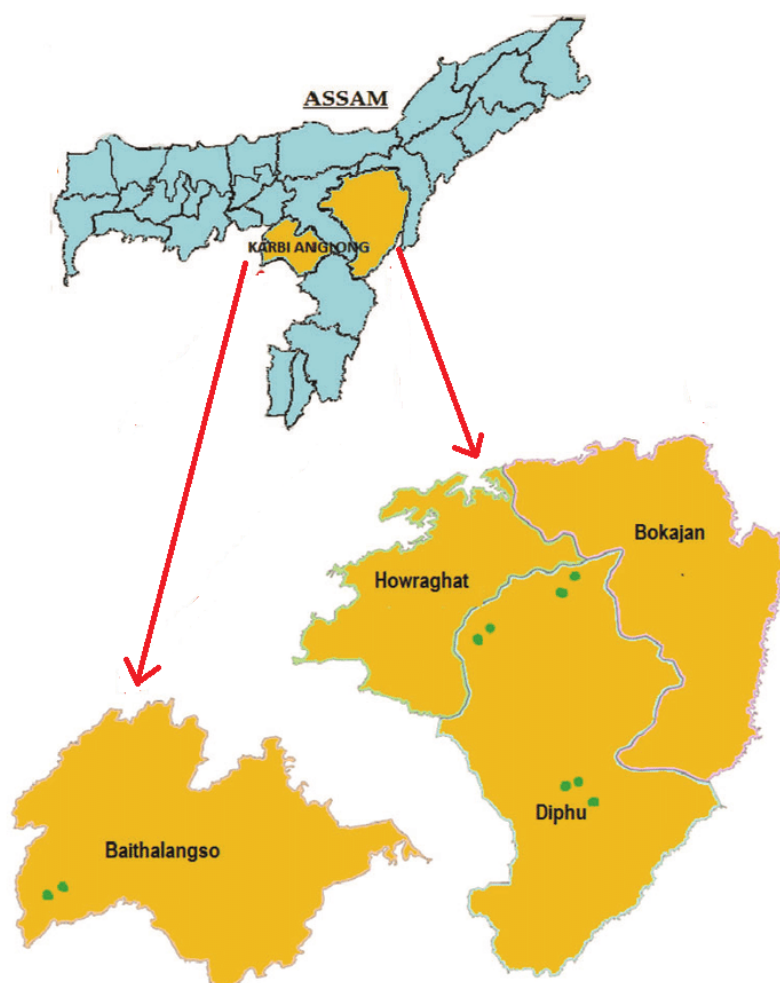 ASSAM
KARBI ANGLONG
Bokajan
Howraghat
Diphu
Baithalangso